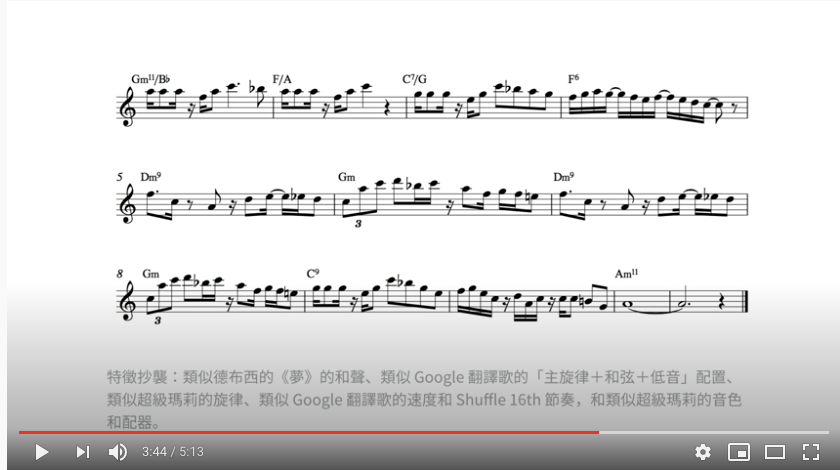 Gm11/B♭ F/A C7/G F6
5 Dm9 Gm Dm9
3
8 Gm C9 Am11
3
特徵抄襲：類似德布西的《夢》的和聲、類似 Google 翻譯歌的「主旋律＋和弦＋低音」配置、
類似超級瑪莉的旋律、類似 Google 翻譯歌的速度和 Shuffle 16th 節奏，和類似超級瑪莉的音色
和配器。
3:44 / 5:13